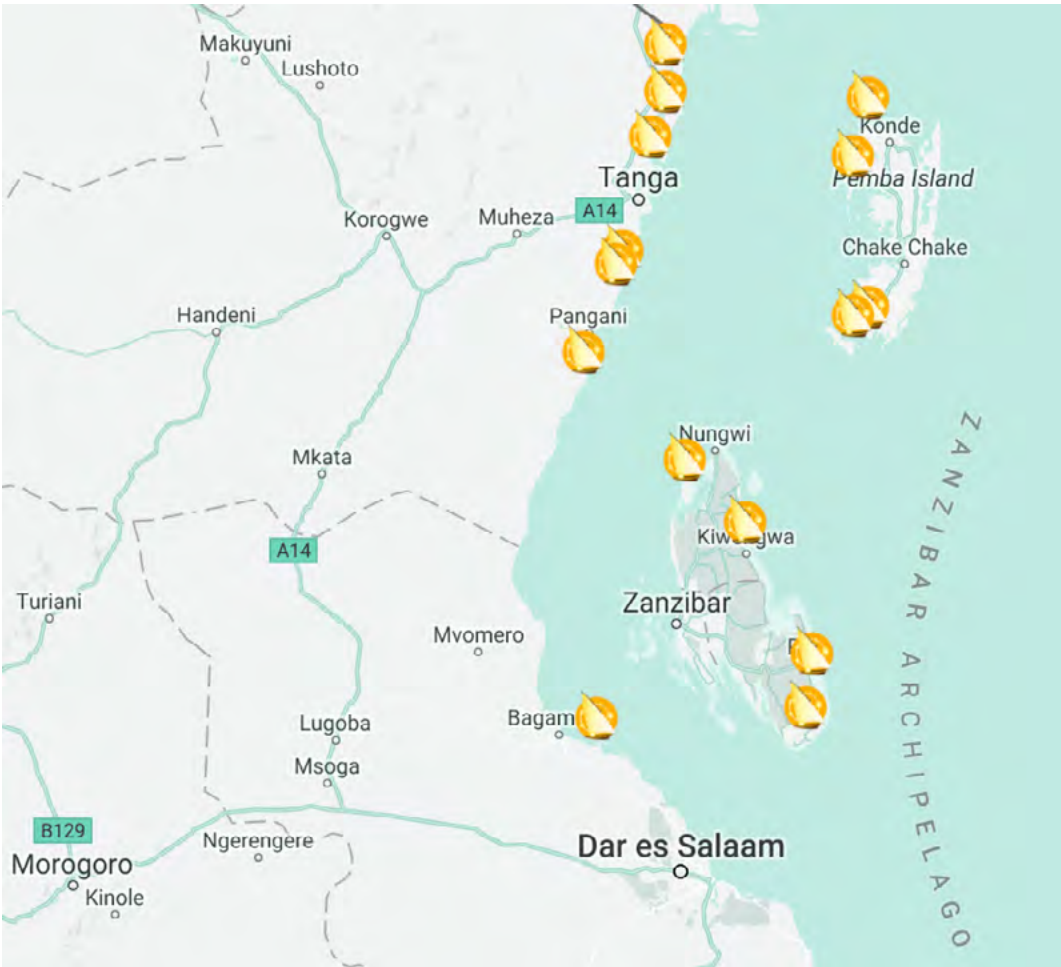 Makuyuni
Lushoto
Konde
Tanga
Pemba Island
Korogwe
Muheza
A14
Chake Chake
Handeni
Pangani
Nungwi
Mkata
A14
Turiani
Zanzibar
Mvomero
Bagam
Lugoba
Msoga
B129
Ngerengere
Morogoro
Dar es Salaam
Kinole
ZANZIBAR ARCHIPELAGO